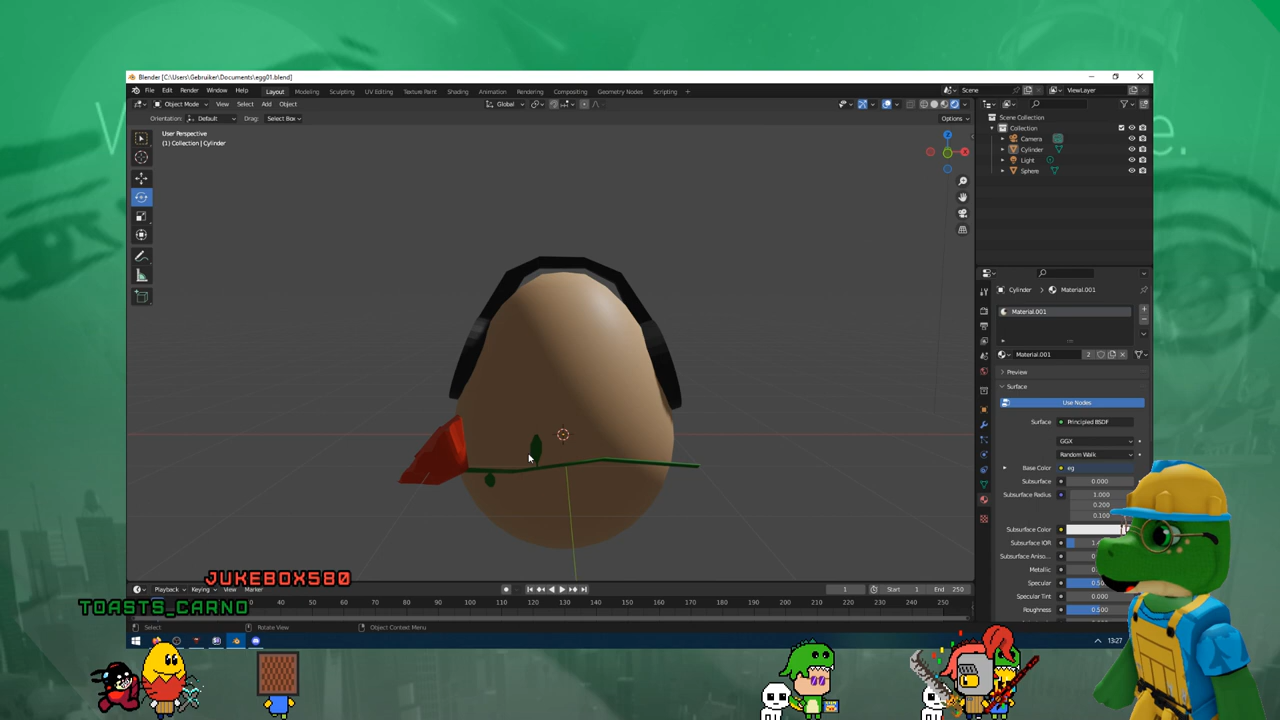 W
e.
Blender [C:\Users\Gebruiker\Documents\egg01.blend]
File Edit Render Window Help Layout Modeling Sculpting UV Editing Texture Paint Shading Animation Rendering Compositing Geometry Nodes Scripting + Scene ViewLayer
Object Mode View Select Add Object Global
Orientation: Default Drag: Select Box Options
User Perspective
(1) Collection | Cylinder
Z
X
Scene Collection
Collection
Camera
Cylinder
Light
Sphere
Cylinder > Material.001
Material.001
Material.001 2
Preview
Surface
Use Nodes
Surface Principled BSDF
GGX
Random Walk
Base Color eg
Subsurface 0.000
Subsurface Radius 1.000
0.200
0.100
Subsurface Color
Subsurface IOR
Subsurface Aniso...
Metallic
Specular
Specular Tint 0.000
Roughness 0.500
JUKEBOX580
TOASTS_CARNO
Playback Keying View Marker 1 Start 1 End 250
30 40 50 60 70 80 90 100 110 120 130 140 150 160 170 180 190 200 210 220 230 240 250
Select Rotate View Object Context Menu
13:27